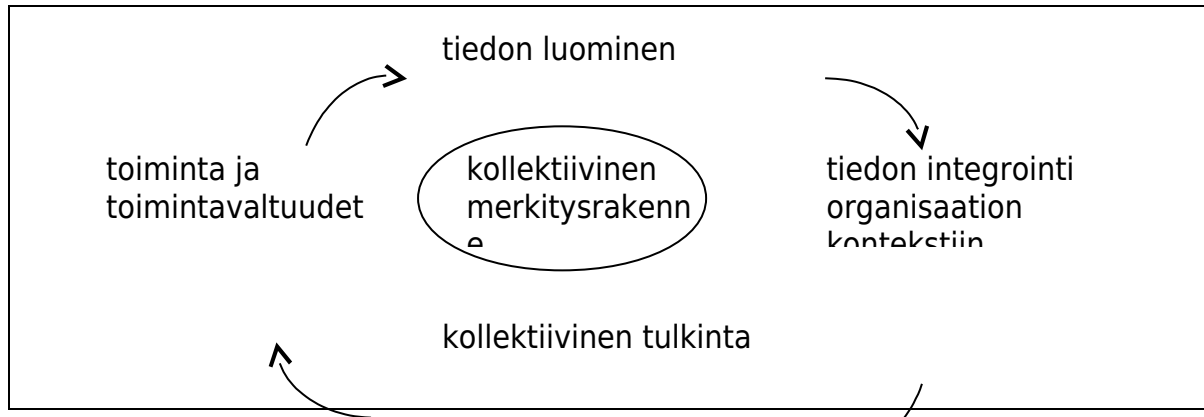 tiedon luominen
toiminta ja
toimintavaltuudet
kollektiivinen
merkitysrakenn
e
tiedon integrointi
organisaation
kontekstiin
kollektiivinen tulkinta